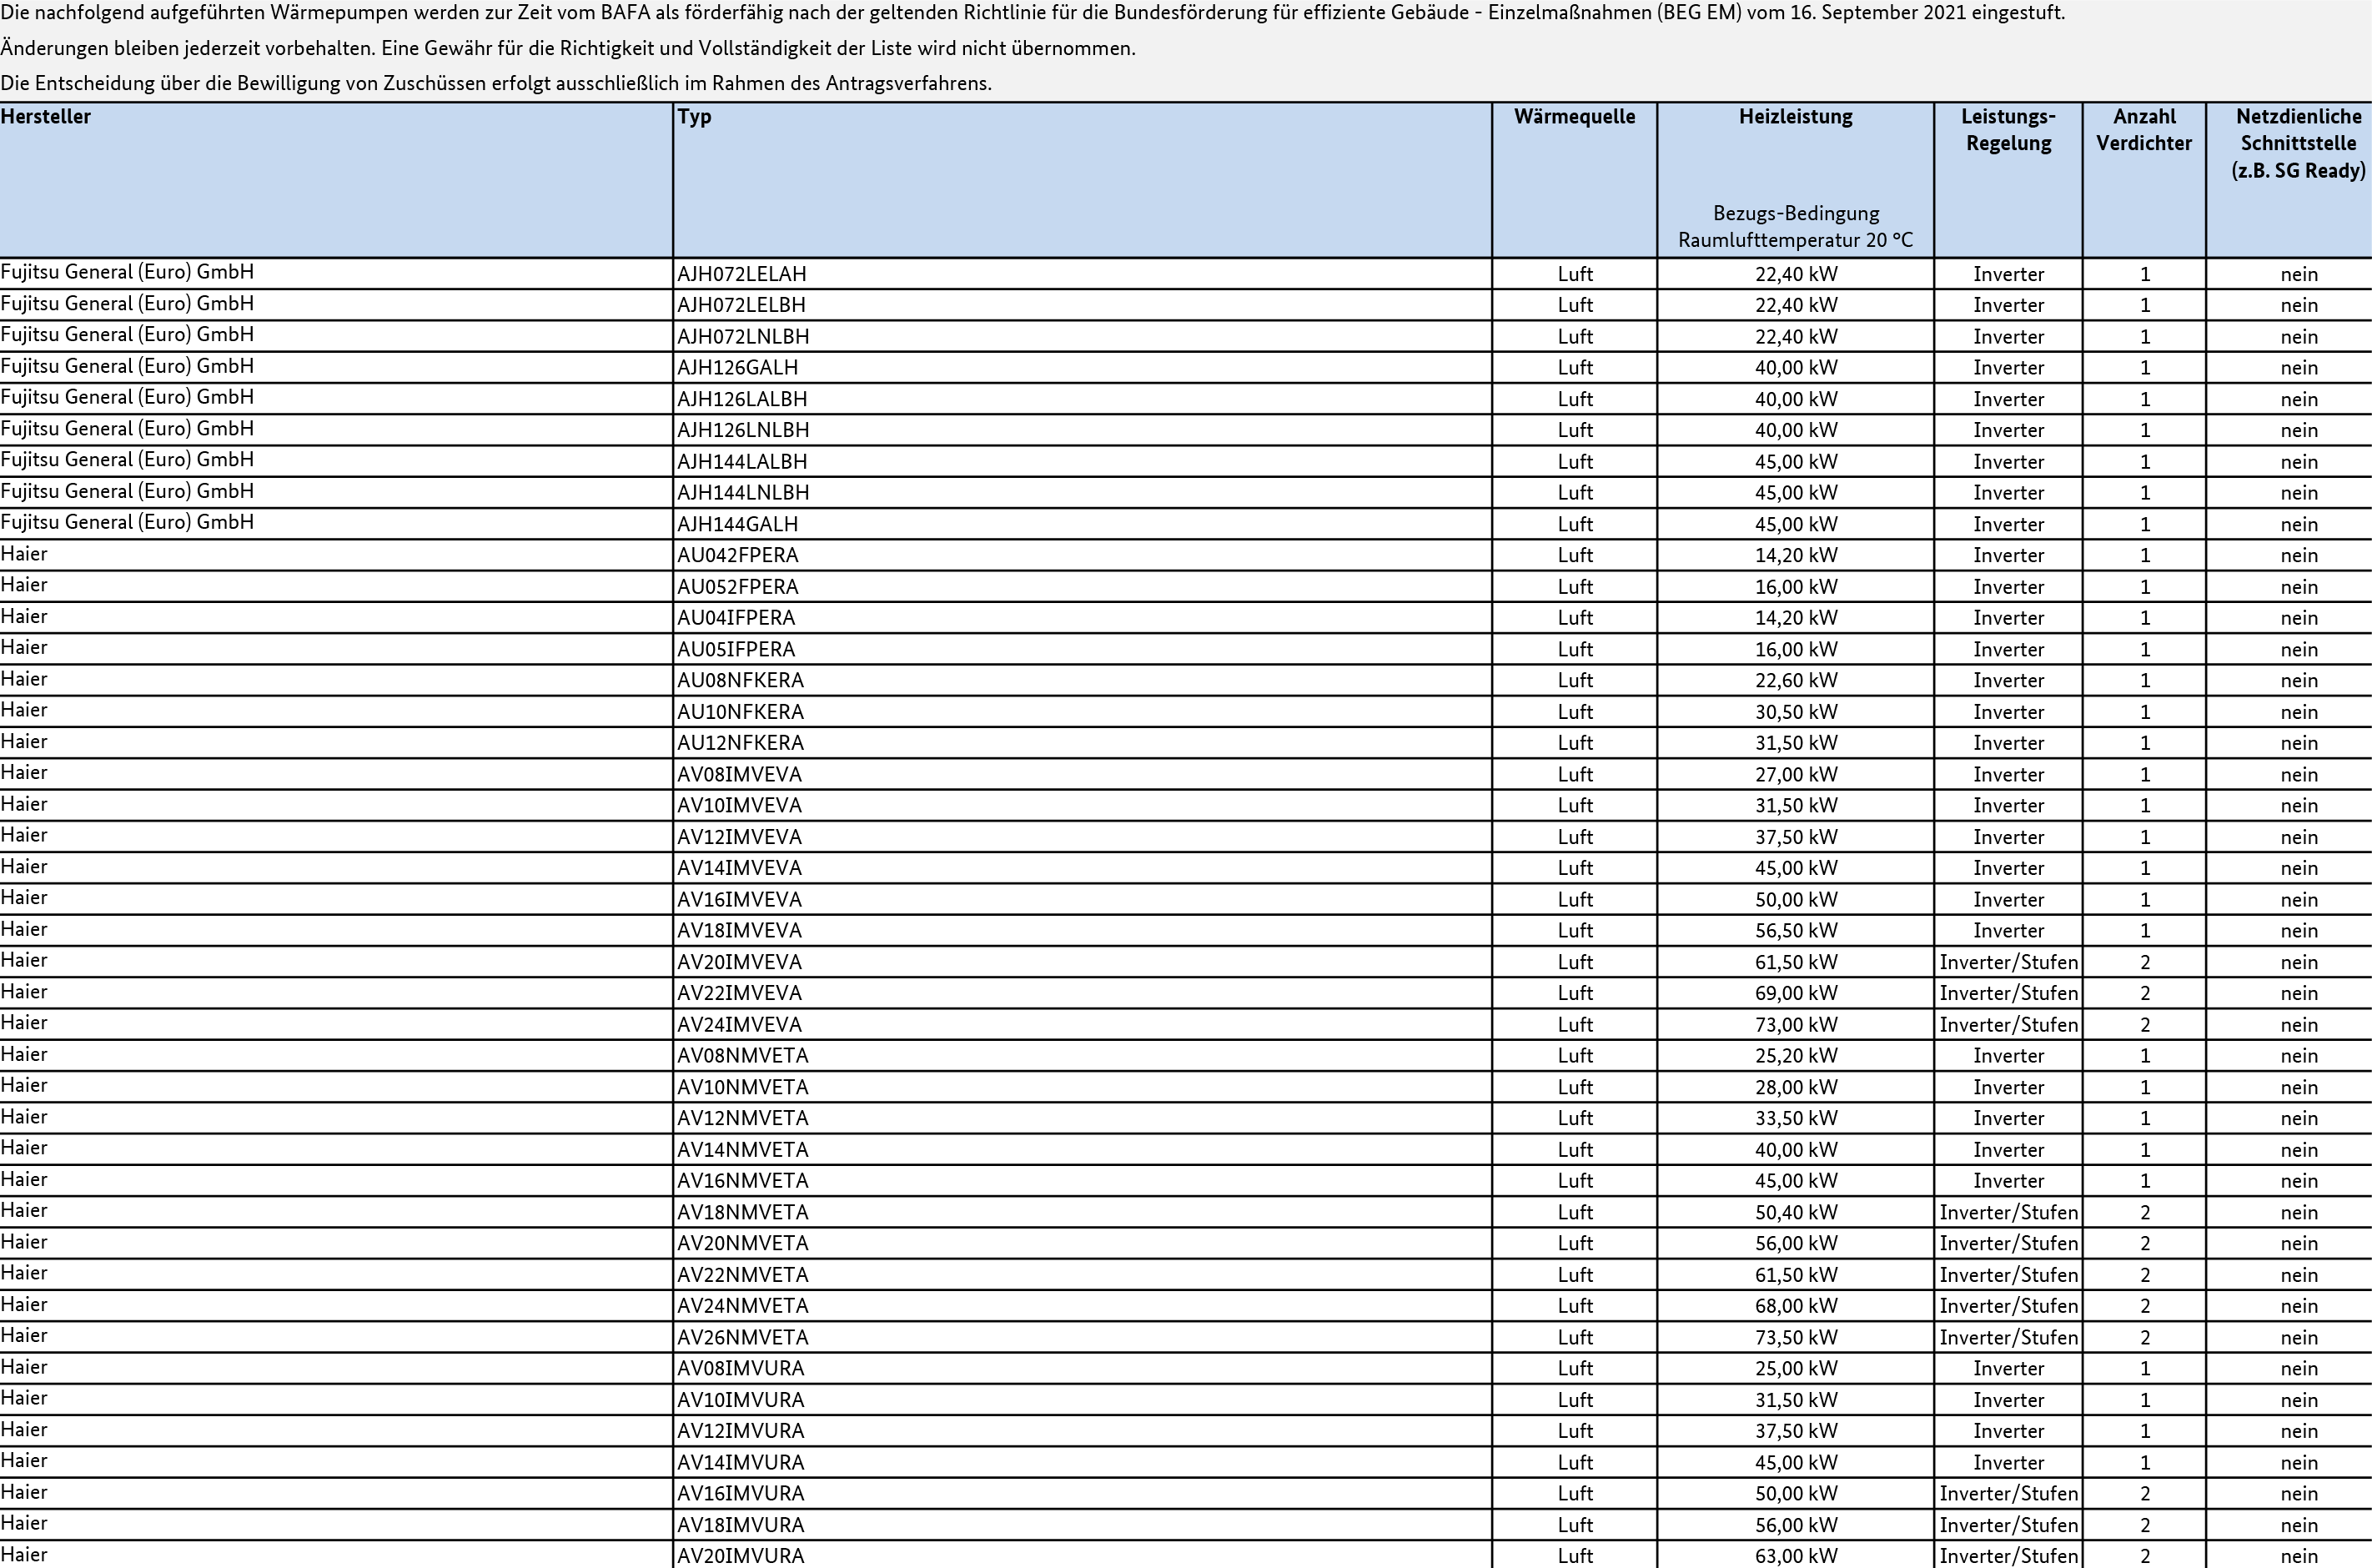 Die nachfolgend aufgeführten Wärmepumpen werden zur Zeit vom BAFA als förderfähig nach der geltenden Richtlinie für die Bundesförderung für effiziente Gebäude - Einzelmaßnahmen (BEG EM) vom 16. September 2021 eingestuft.
Änderungen bleiben jederzeit vorbehalten. Eine Gewähr für die Richtigkeit und Vollständigkeit der Liste wird nicht übernommen.
Die Entscheidung über die Bewilligung von Zuschüssen erfolgt ausschließlich im Rahmen des Antragsverfahrens.
Hersteller Typ Wärmequelle Heizleistung Leistungs- Anzahl Netzdienliche
Regelung Verdichter Schnittstelle
(z.B. SG Ready)
Bezugs-Bedingung
Raumlufttemperatur 20 °C
Fujitsu General (Euro) GmbH AJH072LELAH Luft 22,40 kW Inverter 1 nein
Fujitsu General (Euro) GmbH AJH072LELBH Luft 22,40 kW Inverter 1 nein
Fujitsu General (Euro) GmbH AJH072LNLBH Luft 22,40 kW Inverter 1 nein
Fujitsu General (Euro) GmbH AJH126GALH Luft 40,00 kW Inverter 1 nein
Fujitsu General (Euro) GmbH AJH126LALBH Luft 40,00 kW Inverter 1 nein
Fujitsu General (Euro) GmbH AJH126LNLBH Luft 40,00 kW Inverter 1 nein
Fujitsu General (Euro) GmbH AJH144LALBH Luft 45,00 kW Inverter 1 nein
Fujitsu General (Euro) GmbH AJH144LNLBH Luft 45,00 kW Inverter 1 nein
Fujitsu General (Euro) GmbH AJH144GALH Luft 45,00 kW Inverter 1 nein
Haier AU042FPERA Luft 14,20 kW Inverter 1 nein
Haier AU052FPERA Luft 16,00 kW Inverter 1 nein
Haier AU04IFPERA Luft 14,20 kW Inverter 1 nein
Haier AU05IFPERA Luft 16,00 kW Inverter 1 nein
Haier AU08NFKERA Luft 22,60 kW Inverter 1 nein
Haier AU10NFKERA Luft 30,50 kW Inverter 1 nein
Haier AU12NFKERA Luft 31,50 kW Inverter 1 nein
Haier AV08IMVEVA Luft 27,00 kW Inverter 1 nein
Haier AV10IMVEVA Luft 31,50 kW Inverter 1 nein
Haier AV12IMVEVA Luft 37,50 kW Inverter 1 nein
Haier AV14IMVEVA Luft 45,00 kW Inverter 1 nein
Haier AV16IMVEVA Luft 50,00 kW Inverter 1 nein
Haier AV18IMVEVA Luft 56,50 kW Inverter 1 nein
Haier AV20IMVEVA Luft 61,50 kW Inverter/Stufen 2 nein
Haier AV22IMVEVA Luft 69,00 kW Inverter/Stufen 2 nein
Haier AV24IMVEVA Luft 73,00 kW Inverter/Stufen 2 nein
Haier AV08NMVETA Luft 25,20 kW Inverter 1 nein
Haier AV10NMVETA Luft 28,00 kW Inverter 1 nein
Haier AV12NMVETA Luft 33,50 kW Inverter 1 nein
Haier AV14NMVETA Luft 40,00 kW Inverter 1 nein
Haier AV16NMVETA Luft 45,00 kW Inverter 1 nein
Haier AV18NMVETA Luft 50,40 kW Inverter/Stufen 2 nein
Haier AV20NMVETA Luft 56,00 kW Inverter/Stufen 2 nein
Haier AV22NMVETA Luft 61,50 kW Inverter/Stufen 2 nein
Haier AV24NMVETA Luft 68,00 kW Inverter/Stufen 2 nein
Haier AV26NMVETA Luft 73,50 kW Inverter/Stufen 2 nein
Haier AV08IMVURA Luft 25,00 kW Inverter 1 nein
Haier AV10IMVURA Luft 31,50 kW Inverter 1 nein
Haier AV12IMVURA Luft 37,50 kW Inverter 1 nein
Haier AV14IMVURA Luft 45,00 kW Inverter 1 nein
Haier AV16IMVURA Luft 50,00 kW Inverter/Stufen 2 nein
Haier AV18IMVURA Luft 56,00 kW Inverter/Stufen 2 nein
Haier AV20IMVURA Luft 63,00 kW Inverter/Stufen 2 nein